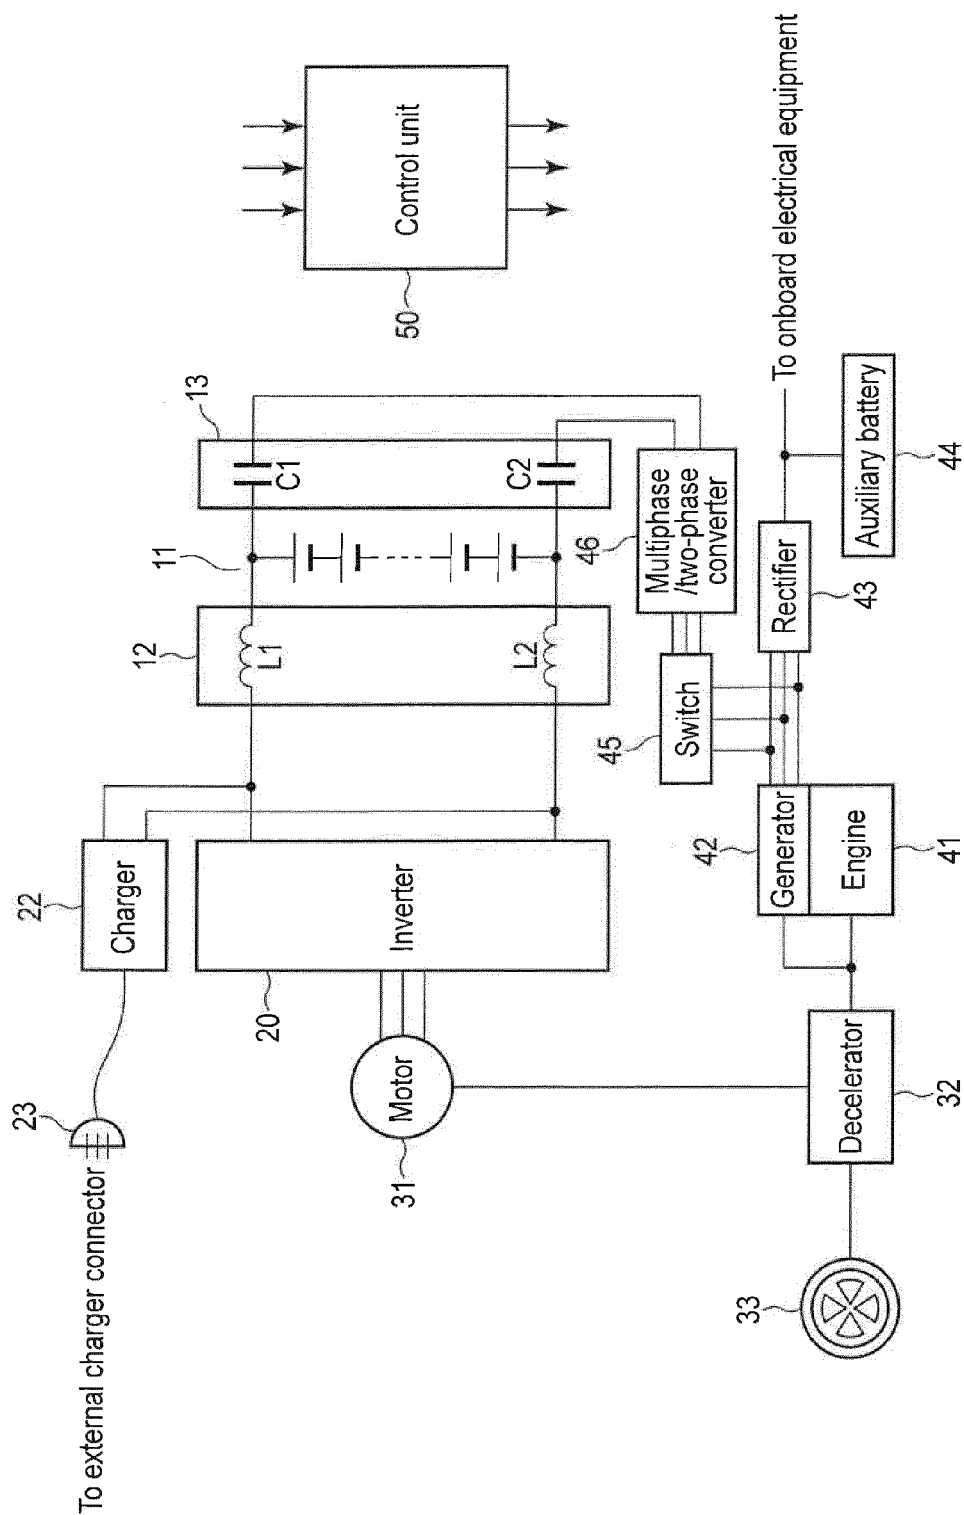 To external charger connector
23
22
Charger
20
Inverter
31
Motor
12
L1
L2
11
13
C1
C2
50
Control unit
33
32
Decelerator
42
Generator
Engine
41
45
Switch
46
Multiphase
/two-phase
converter
Rectifier
43
To onboard electrical equipment
Auxiliary battery
44